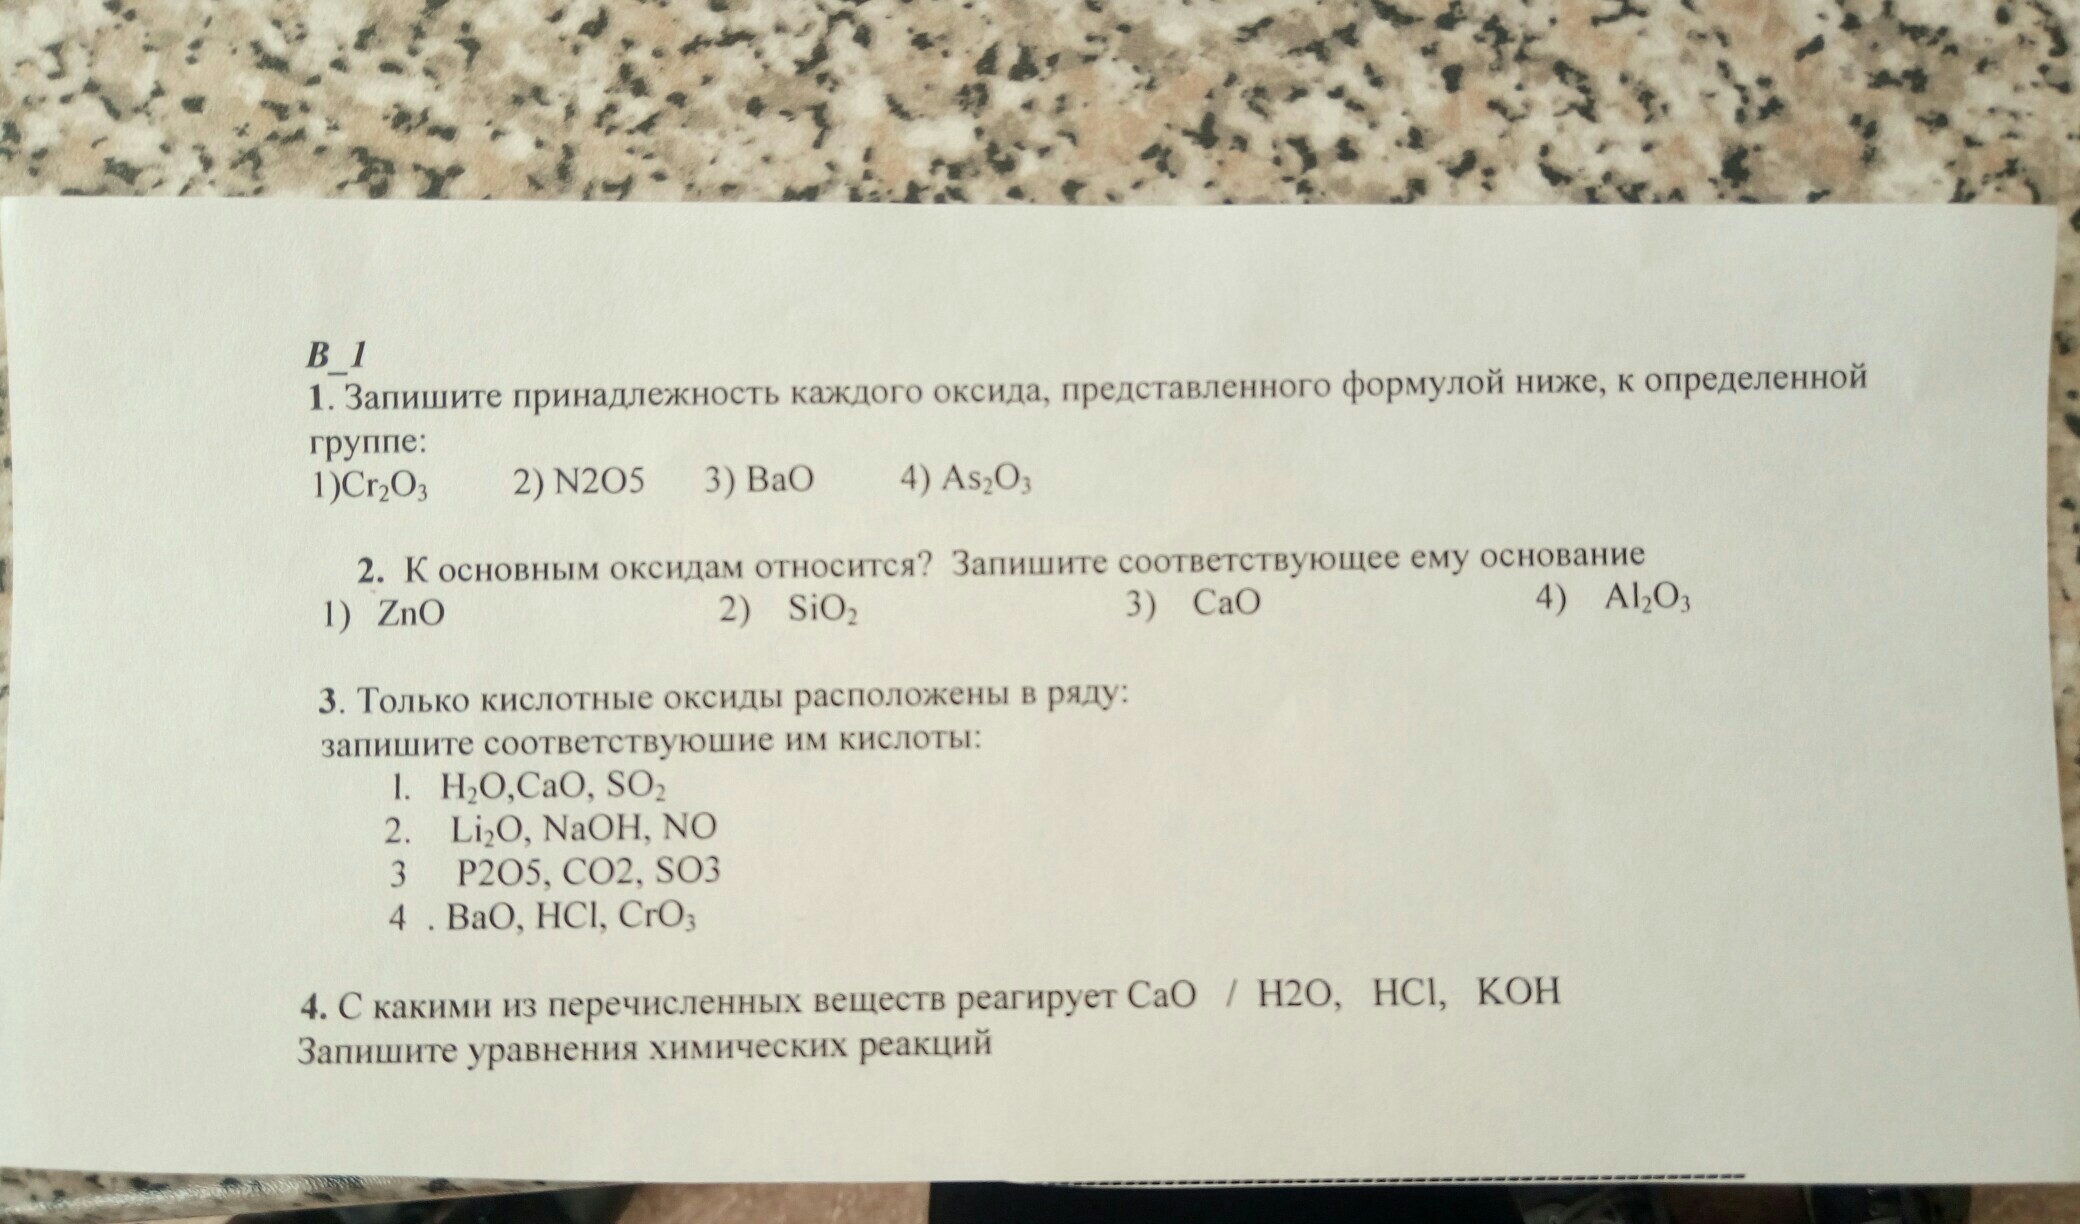 В_1
1. Запишите принадлежность каждого оксида, представленного формулой ниже, к определенной
группе:
1)Cr₂O₃ 2) N2O5 3) BaO 4) As₂O₃
2. К основным оксидам относится? Запишите соответствующее ему основание
1) ZnO 2) SiO₂ 3) CaO 4) Al₂O₃
3. Только кислотные оксиды расположены в ряду:
запишите соответствуюшие им кислоты:
1. H₂O,CaO, SO₂
2. Li₂O, NaOH, NO
3 P2O5, CO2, SO3
4 . BaO, HCl, CrO₃
4. С какими из перечисленных веществ реагирует CaO / H2O, HCl, KOH
Запишите уравнения химических реакций